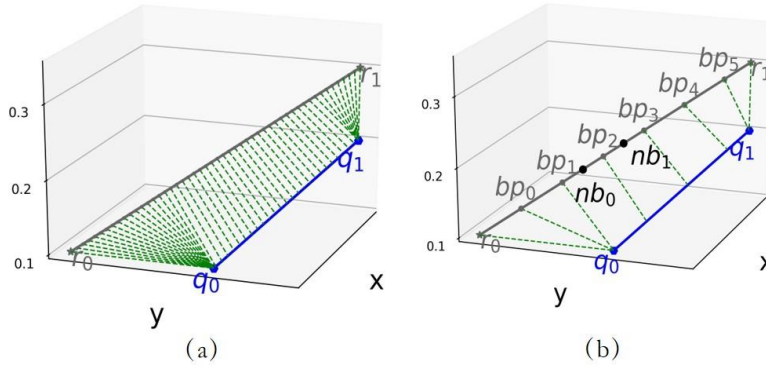 0.3
0.2
0.1
r₀
r₁
q₀
q₁
y
x
(a)
0.3
0.2
0.1
r₀
bp₀
bp₁
bp₂
bp₃
bp₄
bp₅
r₁
nb₀
nb₁
q₀
q₁
y
x
(b)